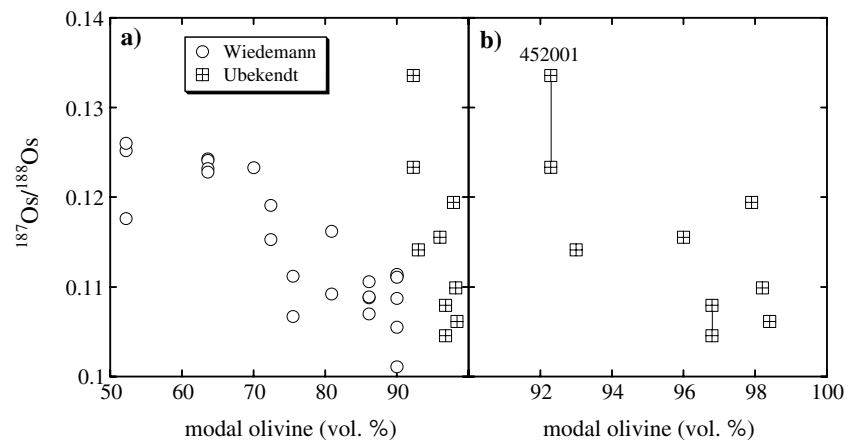 a)
Wiedemann
Ubekendt
b)
452001
0.14
0.13
0.12
0.11
0.1
¹⁸⁷Os/¹⁸⁸Os
50 60 70 80 90
92 94 96 98 100
modal olivine (vol. %)
modal olivine (vol. %)